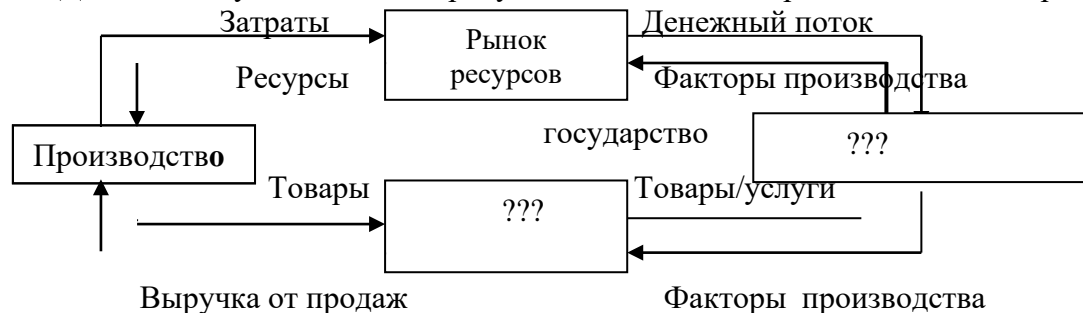 Затраты
Рынок ресурсов
Денежный поток
Ресурсы
Факторы производства
государство
???
Производство
Товары
???
Товары/услуги
Выручка от продаж
Факторы производства